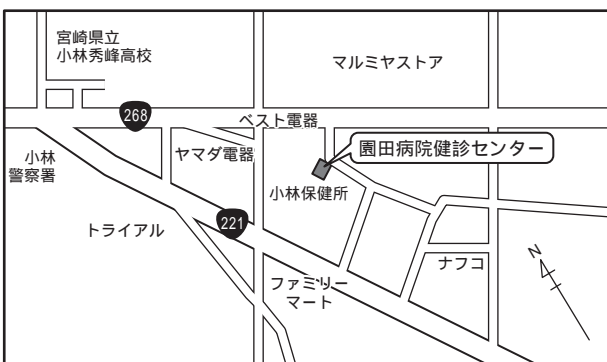 宮崎県立
小林秀峰高校
マルミヤストア
268
ベスト電器
小林
警察署
ヤマダ電器
園田病院健診センター
小林保健所
221
トライアル
ナフコ
ファミリー
マート
N